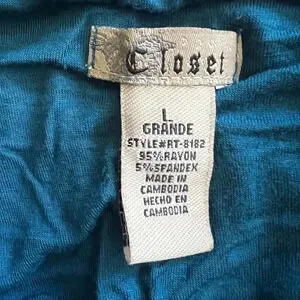 Closet
L
GRANDE
STYLE#RT-8182
95%RAYON
5%SPANDEX
MADE IN
CAMBODIA
HECHO EN
CAMBODIA